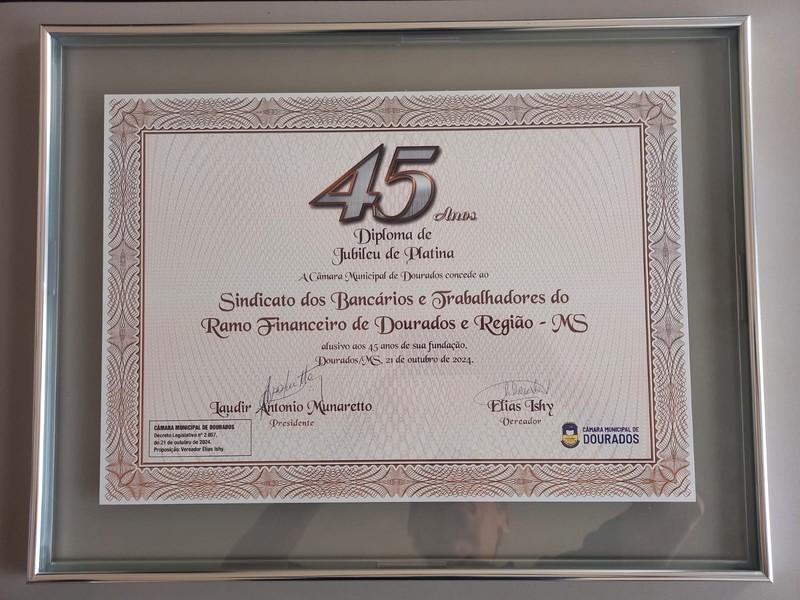 45 Anos
Diploma de
Jubileu de Platina
A Câmara Municipal de Dourados concede ao
Sindicato dos Bancários e Trabalhadores do
Ramo Financeiro de Dourados e Região - MS
alusivo aos 45 anos de sua fundação.
Dourados/MS, 21 de outubro de 2024.
Laudir Antonio Munaretto
Presidente
Elias Ishy
Vereador
CÂMARA MUNICIPAL DE DOURADOS
Decreto Legislativo nº 2.057,
de 21 de outubro de 2024.
Proposição: Vereador Elias Ishy
CÂMARA MUNICIPAL DE
DOURADOS